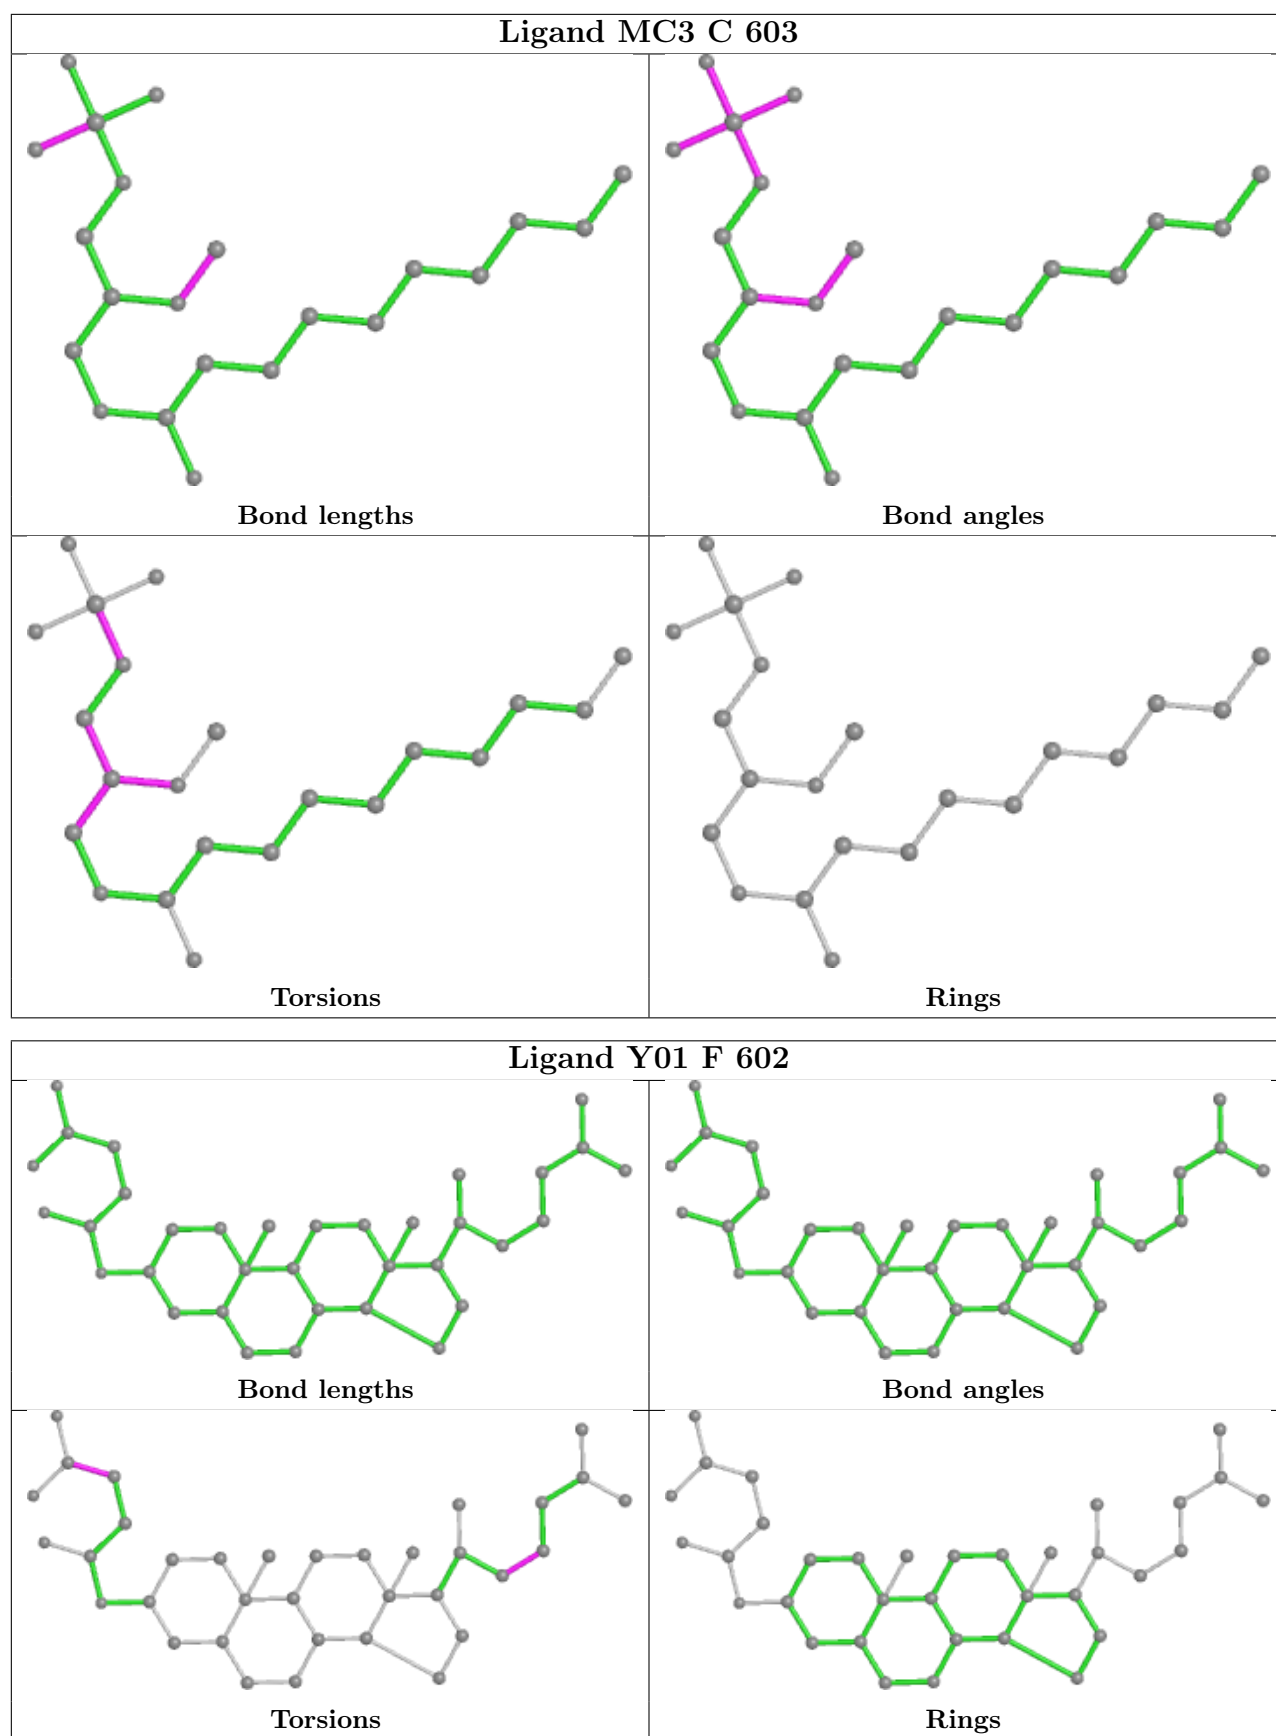 Ligand MC3 C 603
Bond lengths
Bond angles
Torsions
Rings
Ligand Y01 F 602
Bond lengths
Bond angles
Torsions
Rings